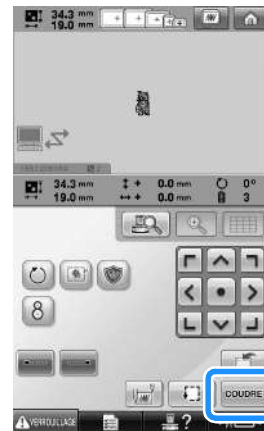 34.3 mm
19.0 mm
34.3 mm + 0.0 mm 0°
19.0 mm + 0.0 mm 3
8
COUDRE
VERROUILLAGE ?